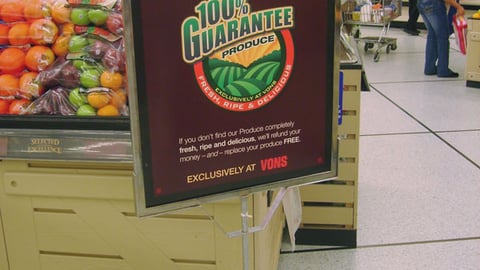 100%
GUARANTEE
PRODUCE
EXCLUSIVELY AT VONS
FRESH, RIPE & DELICIOUS
If you don't find our Produce completely
fresh, ripe and delicious, we'll refund your
money – and – replace your produce FREE.
EXCLUSIVELY AT VONS
SELECTED
EXCELLENCE